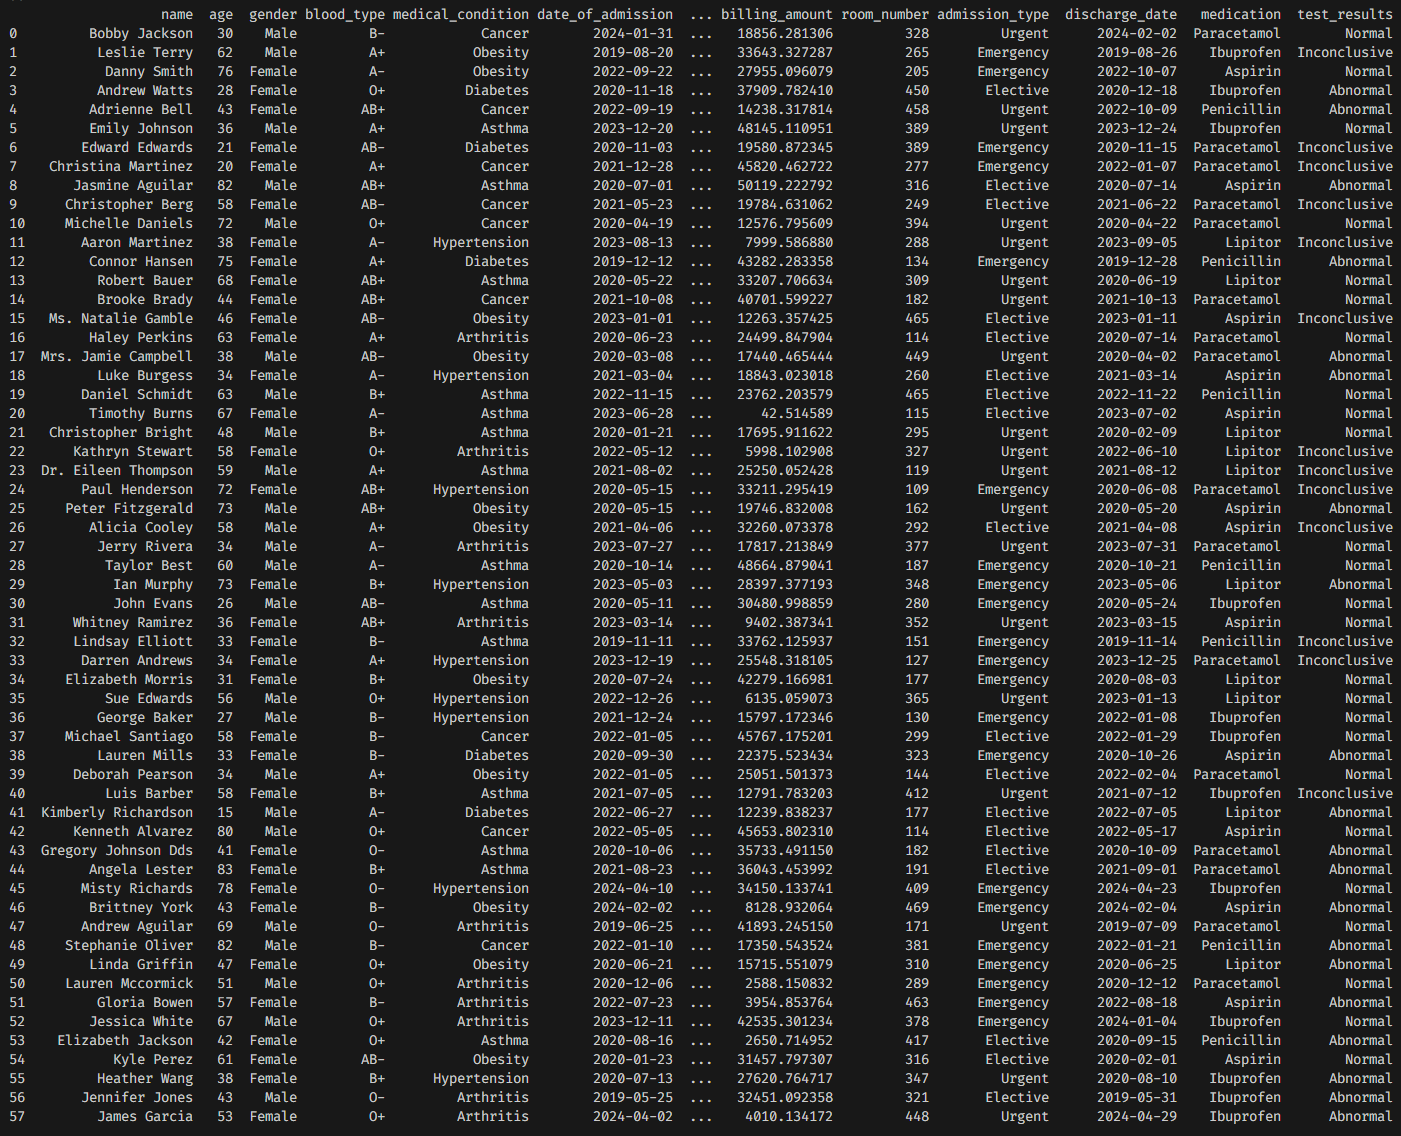 name age gender blood_type medical_condition date_of_admission ... billing_amount room_number admission_type discharge_date medication test_results
0 Bobby Jackson 30 Male B- Cancer 2024-01-31 ... 18856.281306 328 Urgent 2024-02-02 Paracetamol Normal
1 Leslie Terry 62 Male A+ Obesity 2019-08-20 ... 33643.327287 265 Emergency 2019-08-26 Ibuprofen Inconclusive
2 Danny Smith 76 Female A- Obesity 2022-09-22 ... 27955.096079 205 Emergency 2022-10-07 Aspirin Normal
3 Andrew Watts 28 Female O+ Diabetes 2020-11-18 ... 37909.782410 450 Elective 2020-12-18 Ibuprofen Abnormal
4 Adrienne Bell 43 Female AB+ Cancer 2022-09-19 ... 14238.317814 458 Urgent 2022-10-09 Penicillin Abnormal
5 Emily Johnson 36 Male A+ Asthma 2023-12-20 ... 48145.110951 389 Urgent 2023-12-24 Ibuprofen Normal
6 Edward Edwards 21 Female AB- Diabetes 2020-11-03 ... 19580.872345 389 Emergency 2020-11-15 Paracetamol Inconclusive
7 Christina Martinez 20 Female A+ Cancer 2021-12-28 ... 45820.462722 277 Emergency 2022-01-07 Paracetamol Inconclusive
8 Jasmine Aguilar 82 Male AB+ Asthma 2020-07-01 ... 50119.222792 316 Elective 2020-07-14 Aspirin Abnormal
9 Christopher Berg 58 Female AB- Cancer 2021-05-23 ... 19784.631062 249 Elective 2021-06-22 Paracetamol Inconclusive
10 Michelle Daniels 72 Male O+ Cancer 2020-04-19 ... 12576.795609 394 Urgent 2020-04-22 Paracetamol Normal
11 Aaron Martinez 38 Female A- Hypertension 2023-08-13 ... 7999.586880 288 Urgent 2023-09-05 Lipitor Inconclusive
12 Connor Hansen 75 Female A+ Diabetes 2019-12-12 ... 43282.283358 134 Emergency 2019-12-28 Penicillin Abnormal
13 Robert Bauer 68 Female AB+ Asthma 2020-05-22 ... 33207.706634 309 Urgent 2020-06-19 Lipitor Normal
14 Brooke Brady 44 Female AB+ Cancer 2021-10-08 ... 40701.599227 182 Urgent 2021-10-13 Paracetamol Normal
15 Ms. Natalie Gamble 46 Female AB- Obesity 2023-01-01 ... 12263.357425 465 Elective 2023-01-11 Aspirin Inconclusive
16 Haley Perkins 63 Female A+ Arthritis 2020-06-23 ... 24499.847904 114 Elective 2020-07-14 Paracetamol Normal
17 Mrs. Jamie Campbell 38 Male AB- Obesity 2020-03-08 ... 17440.465444 449 Urgent 2020-04-02 Paracetamol Abnormal
18 Luke Burgess 34 Female A- Hypertension 2021-03-04 ... 18843.023018 260 Elective 2021-03-14 Aspirin Abnormal
19 Daniel Schmidt 63 Male B+ Asthma 2022-11-15 ... 23762.203579 465 Elective 2022-11-22 Penicillin Normal
20 Timothy Burns 67 Female A- Asthma 2023-06-28 ... 42.514589 115 Elective 2023-07-02 Aspirin Normal
21 Christopher Bright 48 Male B+ Asthma 2020-01-21 ... 17695.911622 295 Urgent 2020-02-09 Lipitor Normal
22 Kathryn Stewart 58 Female O+ Arthritis 2022-05-12 ... 5998.102908 327 Urgent 2022-06-10 Lipitor Inconclusive
23 Dr. Eileen Thompson 59 Male A+ Asthma 2021-08-02 ... 25250.052428 119 Urgent 2021-08-12 Lipitor Inconclusive
24 Paul Henderson 72 Female AB+ Hypertension 2020-05-15 ... 33211.295419 109 Emergency 2020-06-08 Paracetamol Inconclusive
25 Peter Fitzgerald 73 Male AB+ Obesity 2020-05-15 ... 19746.832008 162 Urgent 2020-05-20 Aspirin Abnormal
26 Alicia Cooley 58 Male A+ Obesity 2021-04-06 ... 32260.073378 292 Elective 2021-04-08 Aspirin Inconclusive
27 Jerry Rivera 34 Male A- Arthritis 2023-07-27 ... 17817.213849 377 Urgent 2023-07-31 Paracetamol Normal
28 Taylor Best 60 Male A- Asthma 2020-10-14 ... 48664.879041 187 Emergency 2020-10-21 Penicillin Normal
29 Ian Murphy 73 Female B+ Hypertension 2023-05-03 ... 28397.377193 348 Emergency 2023-05-06 Lipitor Abnormal
30 John Evans 26 Male AB- Asthma 2020-05-11 ... 30480.998859 280 Emergency 2020-05-24 Ibuprofen Normal
31 Whitney Ramirez 36 Female AB+ Arthritis 2023-03-14 ... 9402.387341 352 Urgent 2023-03-15 Aspirin Normal
32 Lindsay Elliott 33 Female B- Asthma 2019-11-11 ... 33762.125937 151 Emergency 2019-11-14 Penicillin Inconclusive
33 Darren Andrews 34 Female A+ Hypertension 2023-12-19 ... 25548.318105 127 Emergency 2023-12-25 Paracetamol Inconclusive
34 Elizabeth Morris 31 Female B+ Obesity 2020-07-24 ... 42279.166981 177 Emergency 2020-08-03 Lipitor Normal
35 Sue Edwards 56 Male O+ Hypertension 2022-12-26 ... 6135.059073 365 Urgent 2023-01-13 Lipitor Normal
36 George Baker 27 Male B- Hypertension 2021-12-24 ... 15797.172346 130 Emergency 2022-01-08 Ibuprofen Normal
37 Michael Santiago 58 Female B- Cancer 2022-01-05 ... 45767.175201 299 Elective 2022-01-29 Ibuprofen Normal
38 Lauren Mills 33 Female B- Diabetes 2020-09-30 ... 22375.523434 323 Emergency 2020-10-26 Aspirin Abnormal
39 Deborah Pearson 34 Male A+ Obesity 2022-01-05 ... 25051.501373 144 Elective 2022-02-04 Paracetamol Normal
40 Luis Barber 58 Female B+ Asthma 2021-07-05 ... 12791.783203 412 Urgent 2021-07-12 Ibuprofen Inconclusive
41 Kimberly Richardson 15 Male A- Diabetes 2022-06-27 ... 12239.838237 177 Elective 2022-07-05 Lipitor Abnormal
42 Kenneth Alvarez 80 Male O+ Cancer 2022-05-05 ... 45653.802310 114 Elective 2022-05-17 Aspirin Normal
43 Gregory Johnson Dds 41 Female O- Asthma 2020-10-06 ... 35733.491150 182 Elective 2020-10-09 Paracetamol Abnormal
44 Angela Lester 83 Female B+ Asthma 2021-08-23 ... 36043.453992 191 Elective 2021-09-01 Paracetamol Abnormal
45 Misty Richards 78 Female O- Hypertension 2024-04-10 ... 34150.133741 409 Emergency 2024-04-23 Ibuprofen Normal
46 Brittney York 43 Female B- Obesity 2024-02-02 ... 8128.932064 469 Emergency 2024-02-04 Aspirin Abnormal
47 Andrew Aguilar 69 Male O- Arthritis 2019-06-25 ... 41893.245150 171 Urgent 2019-07-09 Paracetamol Normal
48 Stephanie Oliver 82 Male B- Cancer 2022-01-10 ... 17350.543524 381 Emergency 2022-01-21 Penicillin Abnormal
49 Linda Griffin 47 Female O+ Obesity 2020-06-21 ... 15715.551079 310 Emergency 2020-06-25 Lipitor Abnormal
50 Lauren Mccormick 51 Male O+ Arthritis 2020-12-06 ... 2588.150832 289 Emergency 2020-12-12 Paracetamol Normal
51 Gloria Bowen 57 Female B- Arthritis 2022-07-23 ... 3954.853764 463 Emergency 2022-08-18 Aspirin Abnormal
52 Jessica White 67 Male O+ Arthritis 2023-12-11 ... 42535.301234 378 Emergency 2024-01-04 Ibuprofen Normal
53 Elizabeth Jackson 42 Female O+ Asthma 2020-08-16 ... 2650.714952 417 Elective 2020-09-15 Penicillin Abnormal
54 Kyle Perez 61 Female AB- Obesity 2020-01-23 ... 31457.797307 316 Elective 2020-02-01 Aspirin Normal
55 Heather Wang 38 Female B+ Hypertension 2020-07-13 ... 27620.764717 347 Urgent 2020-08-10 Ibuprofen Abnormal
56 Jennifer Jones 43 Male O- Arthritis 2019-05-25 ... 32451.092358 321 Elective 2019-05-31 Ibuprofen Abnormal
57 James Garcia 53 Female O+ Arthritis 2024-04-02 ... 4010.134172 448 Urgent 2024-04-29 Ibuprofen Abnormal